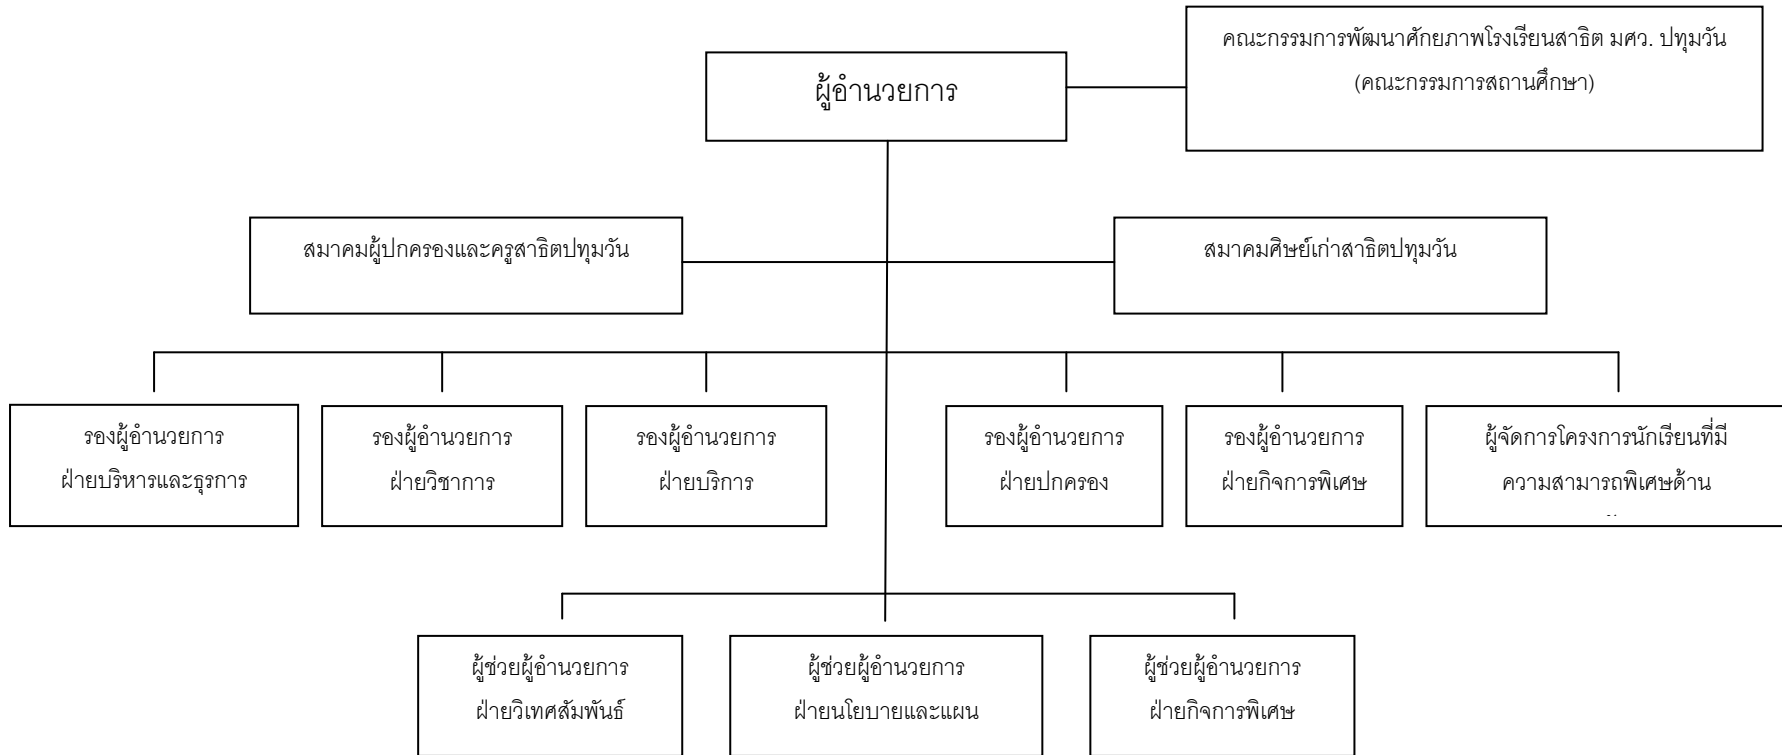 คณะกรรมการพัฒนาศักยภาพโรงเรียนสาธิต มศว. ปทุมวัน
(คณะกรรมการสถานศึกษา)
ผู้อำนวยการ
สมาคมผู้ปกครองและครูสาธิตปทุมวัน
สมาคมศิษย์เก่าสาธิตปทุมวัน
รองผู้อำนวยการ
ฝ่ายบริหารและธุรการ
รองผู้อำนวยการ
ฝ่ายวิชาการ
รองผู้อำนวยการ
ฝ่ายบริการ
รองผู้อำนวยการ
ฝ่ายปกครอง
รองผู้อำนวยการ
ฝ่ายกิจการพิเศษ
ผู้จัดการโครงการนักเรียนที่มี
ความสามารถพิเศษด้าน
ผู้ช่วยผู้อำนวยการ
ฝ่ายวิเทศสัมพันธ์
ผู้ช่วยผู้อำนวยการ
ฝ่ายนโยบายและแผน
ผู้ช่วยผู้อำนวยการ
ฝ่ายกิจการพิเศษ